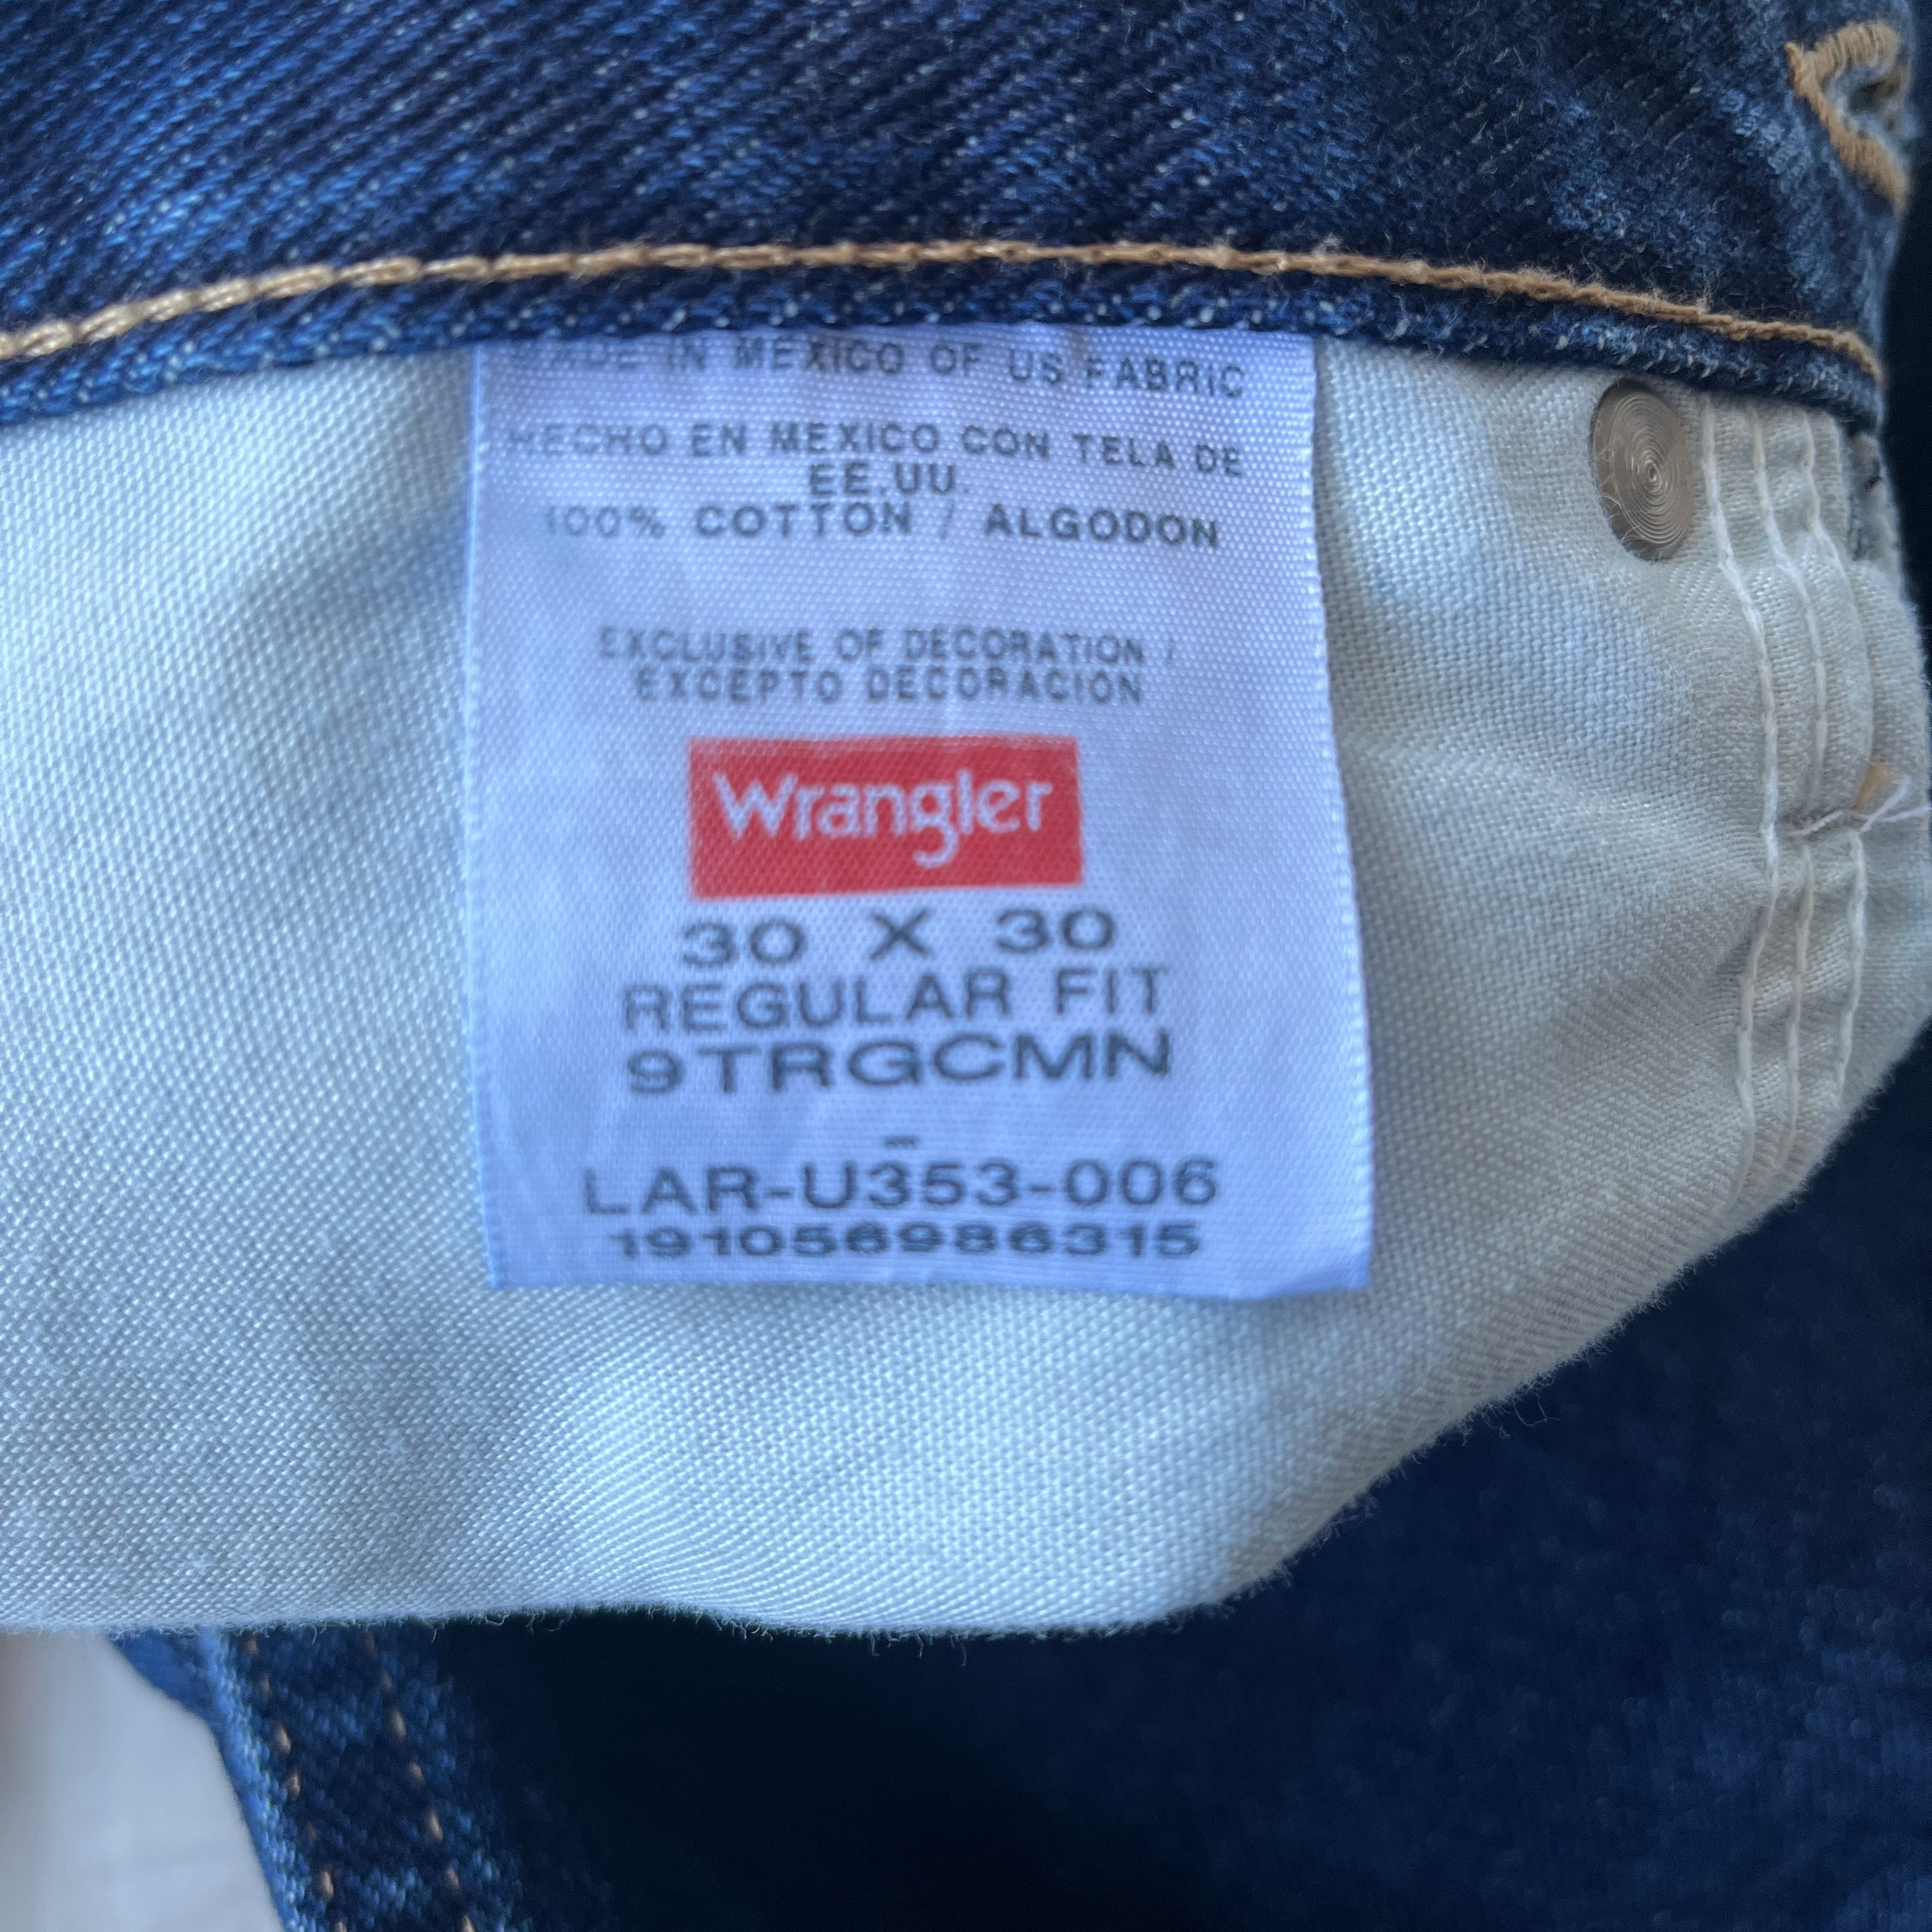 MADE IN MEXICO OF US FABRIC
HECHO EN MEXICO CON TELA DE
EE.UU.
100% COTTON / ALGODON
EXCLUSIVE OF DECORATION /
EXCEPTO DECORACION
Wrangler
30 X 30
REGULAR FIT
9TRGCMN
-
LAR-U353-006
191056986315